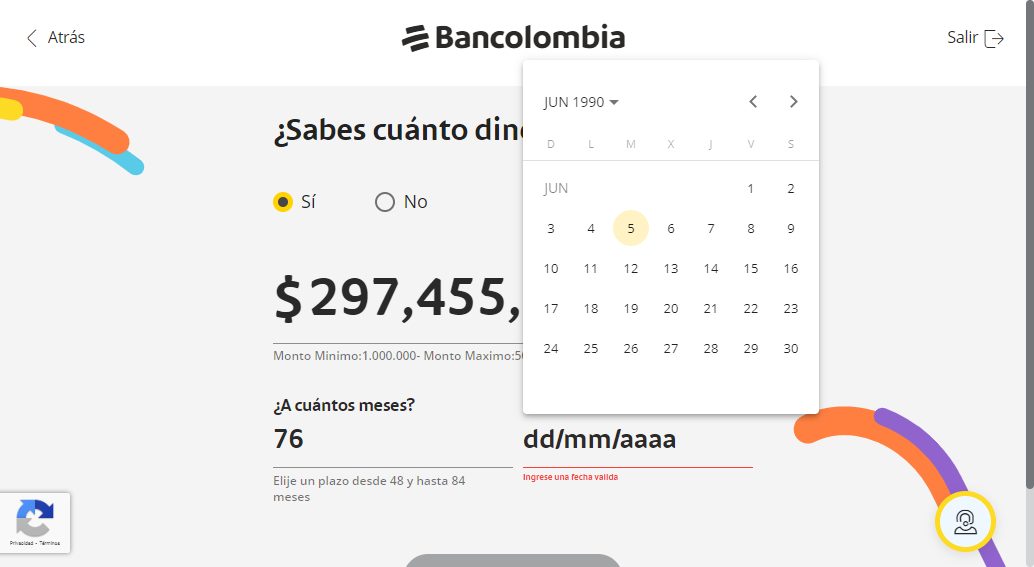 Atrás
Bancolombia
Salir
¿Sabes cuánto dine
JUN 1990
D L M X J V S
JUN 1 2
3 4 5 6 7 8 9
10 11 12 13 14 15 16
17 18 19 20 21 22 23
24 25 26 27 28 29 30
Sí No
$297,455,
Monto Minimo:1.000.000- Monto Maximo:50
¿A cuántos meses?
76
dd/mm/aaaa
Elije un plazo desde 48 y hasta 84
meses
Ingrese una fecha valida
Privacidad - Términos